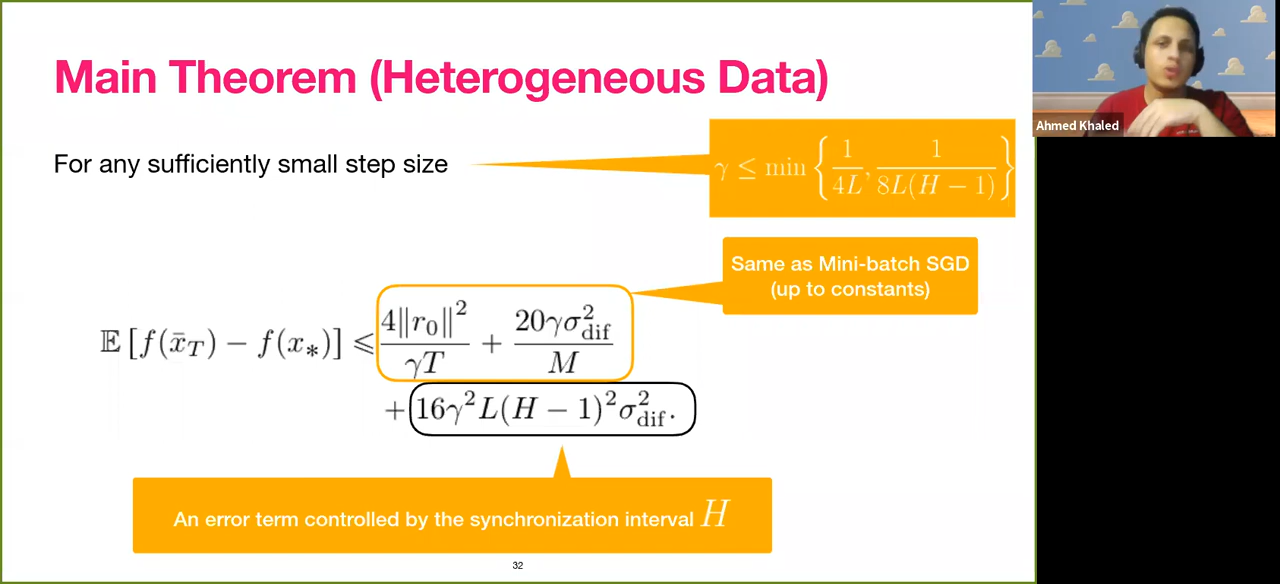 Main Theorem (Heterogeneous Data)
Ahmed Khaled
For any sufficiently small step size
γ ≤ min { 1/4L, 1/8L(H − 1) }
Same as Mini-batch SGD
(up to constants)
𝔼 [f(x̄_T) − f(x_*)] ⩽ 4‖r_0‖²/γT + 20γσ²_dif/M
+ 16γ²L(H − 1)²σ²_dif.
An error term controlled by the synchronization interval H
32